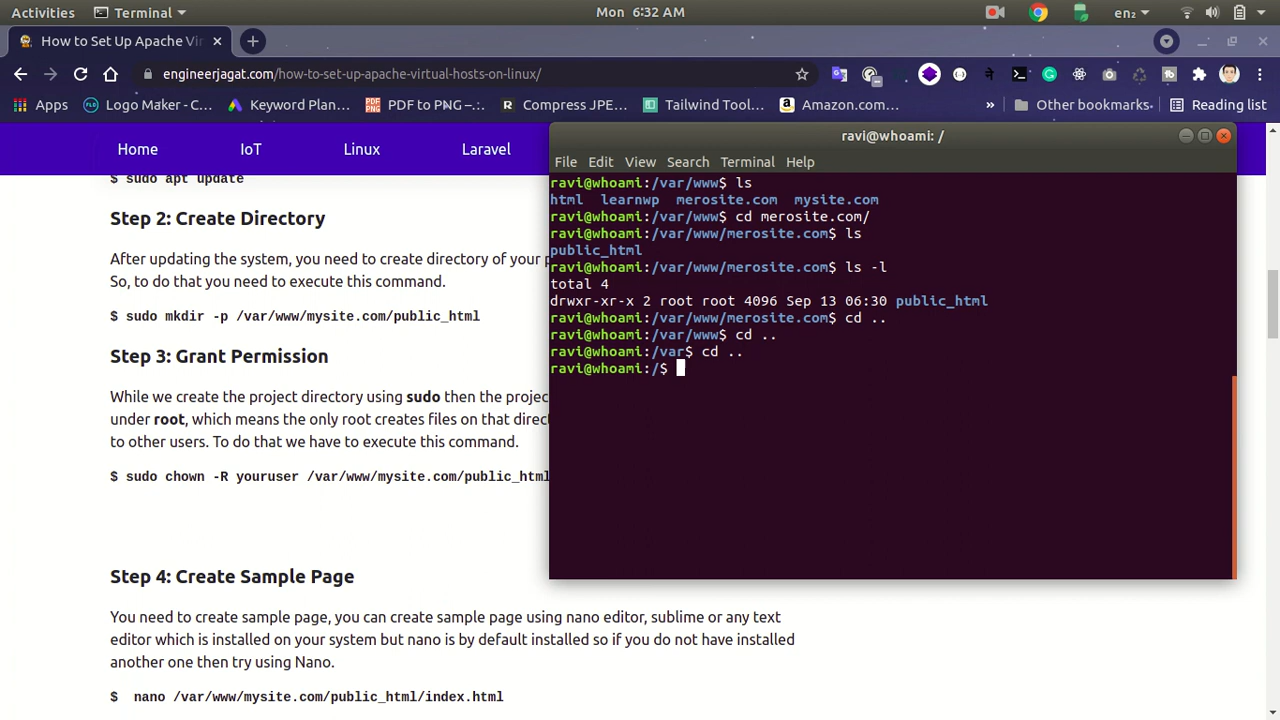 Activities Terminal Mon 6:32 AM en₂
How to Set Up Apache Vir
engineerjagat.com/how-to-set-up-apache-virtual-hosts-on-linux/
Apps Logo Maker - C... Keyword Plan... PDF to PNG –... Compress JPE... Tailwind Tool... Amazon.com... » Other bookmarks Reading list
Home IoT Linux Laravel
$ sudo apt update
Step 2: Create Directory
After updating the system, you need to create directory of your p
So, to do that you need to execute this command.
$ sudo mkdir -p /var/www/mysite.com/public_html
Step 3: Grant Permission
While we create the project directory using sudo then the projec
under root, which means the only root creates files on that direc
to other users. To do that we have to execute this command.
$ sudo chown -R youruser /var/www/mysite.com/public_html
Step 4: Create Sample Page
You need to create sample page, you can create sample page using nano editor, sublime or any text
editor which is installed on your system but nano is by default installed so if you do not have installed
another one then try using Nano.
$ nano /var/www/mysite.com/public_html/index.html
ravi@whoami: /
File Edit View Search Terminal Help
ravi@whoami:/var/www$ ls
html learnwp merosite.com mysite.com
ravi@whoami:/var/www$ cd merosite.com/
ravi@whoami:/var/www/merosite.com$ ls
public_html
ravi@whoami:/var/www/merosite.com$ ls -l
total 4
drwxr-xr-x 2 root root 4096 Sep 13 06:30 public_html
ravi@whoami:/var/www/merosite.com$ cd ..
ravi@whoami:/var/www$ cd ..
ravi@whoami:/var$ cd ..
ravi@whoami:/$